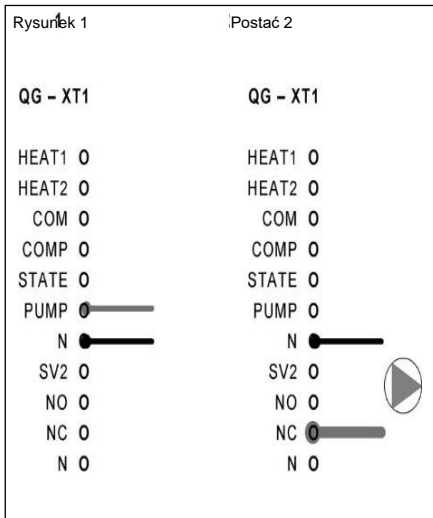 Rysunek 1
QG – XT1
HEAT1 O
HEAT2 O
COM O
COMP O
STATE O
PUMP O
N
SV2 O
NO O
NC O
N O
Postać 2
QG – XT1
HEAT1 O
HEAT2 O
COM O
COMP O
STATE O
PUMP O
N
SV2 O
NO O
NC O
N O